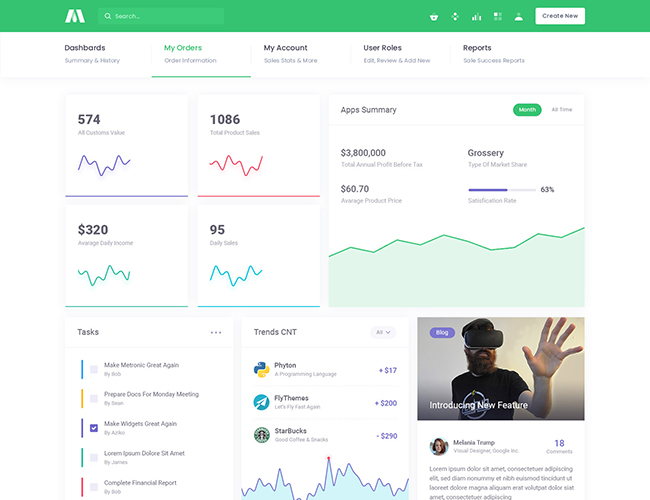 Search...
Create New
Dashbards
Summary & History
My Orders
Order Information
My Account
Sales Stats & More
User Roles
Edit, Review & Add New
Reports
Sale Success Reports
574
All Customs Value
1086
Total Product Sales
Apps Summary
Month
All Time
$3,800,000
Total Annual Profit Before Tax
Grossery
Type Of Market Share
$60.70
Avarage Product Price
63%
Satisfication Rate
$320
Avarage Daily Income
95
Daily Sales
Tasks
Make Metronic Great Again
By Bob
Prepare Docs For Monday Meeting
By Sean
Make Widgets Great Again
By Aziko
Lorem Ipsum Dolore Sit Amet
By James
Complete Financial Report
By Bob
Trends CNT
All
Phyton
A Programming Language
+ $17
FlyThemes
Let's Fly Fast Again
+ $200
StarBucks
Good Coffee & Snacks
- $290
Blog
Introducing New Feature
Melania Trump
Visual Designer, Google Inc.
18
Comments
Lorem ipsum dolor sit amet, consectetuer adipiscing
elit, sed diam nonummy nibh euismod tincidunt ut
laoreet dolore magna aliquam erat volutpat dolor sit
amet, consectetuer adipiscing elit, sed diam